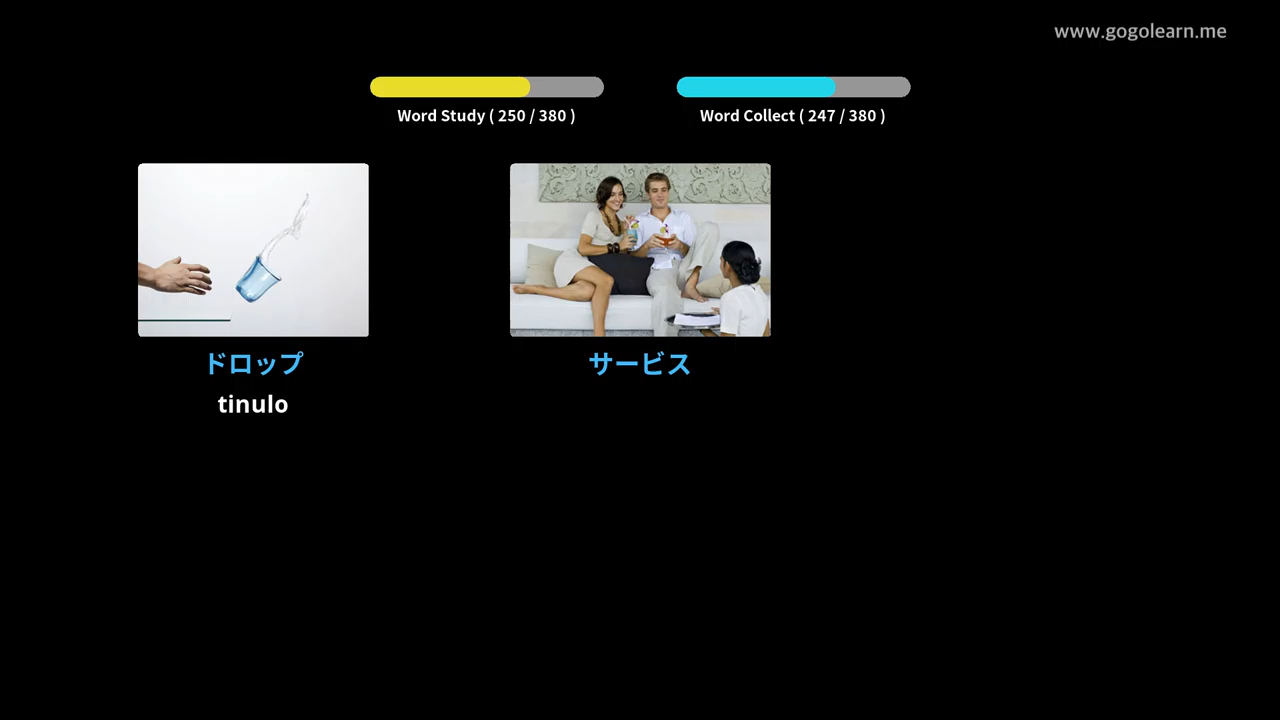 www.gogolearn.me
Word Study ( 250 / 380 )
Word Collect ( 247 / 380 )
ドロップ
サービス
tinulo